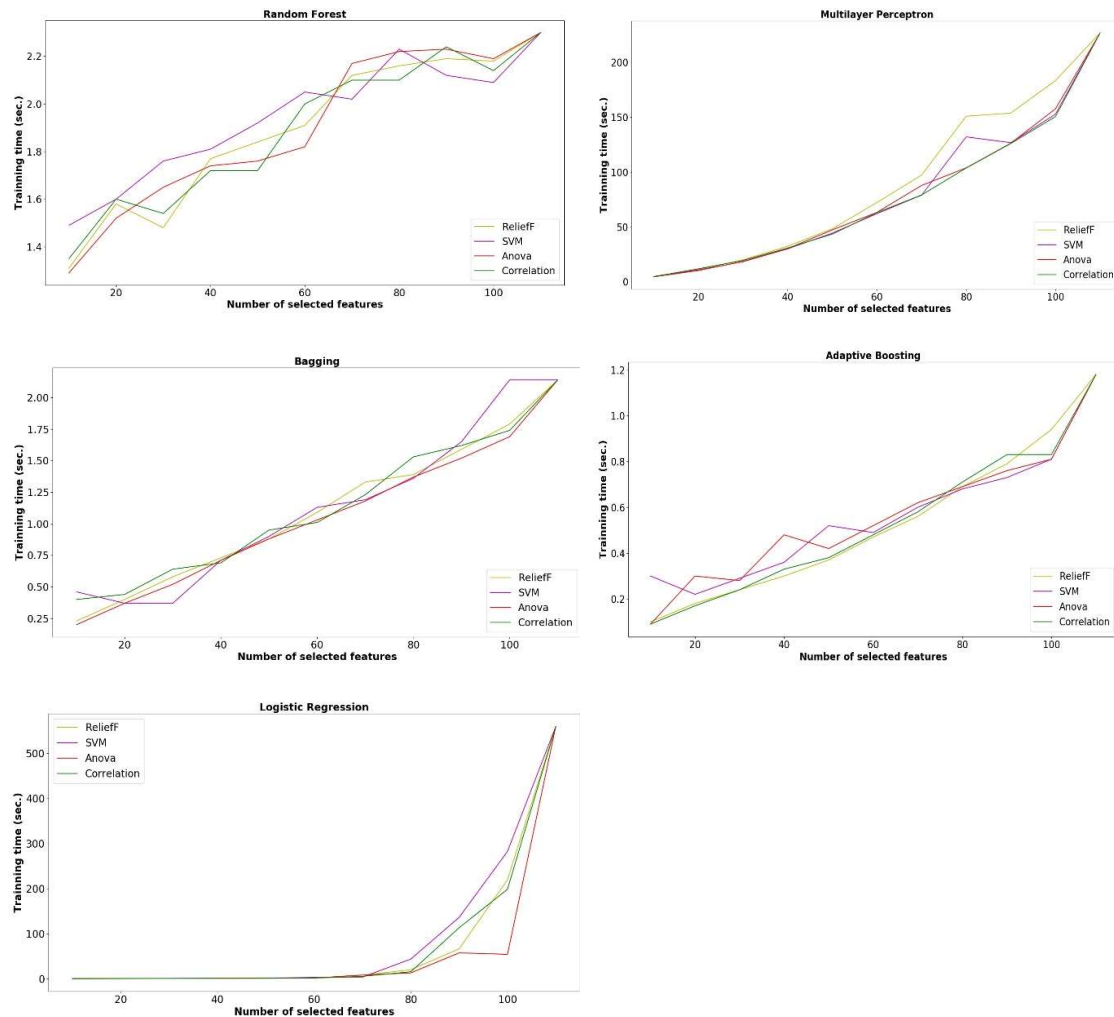 Random Forest
Trainning time (sec.)
2.2
2.0
1.8
1.6
1.4
20 40 60 80 100
Number of selected features
ReliefF
SVM
Anova
Correlation
Multilayer Perceptron
Trainning time (sec.)
200
150
100
50
0
20 40 60 80 100
Number of selected features
ReliefF
SVM
Anova
Correlation
Bagging
Trainning time (sec.)
2.00
1.75
1.50
1.25
1.00
0.75
0.50
0.25
20 40 60 80 100
Number of selected features
ReliefF
SVM
Anova
Correlation
Adaptive Boosting
Trainning time (sec.)
1.2
1.0
0.8
0.6
0.4
0.2
20 40 60 80 100
Number of selected features
ReliefF
SVM
Anova
Correlation
Logistic Regression
Trainning time (sec.)
500
400
300
200
100
0
20 40 60 80 100
Number of selected features
ReliefF
SVM
Anova
Correlation